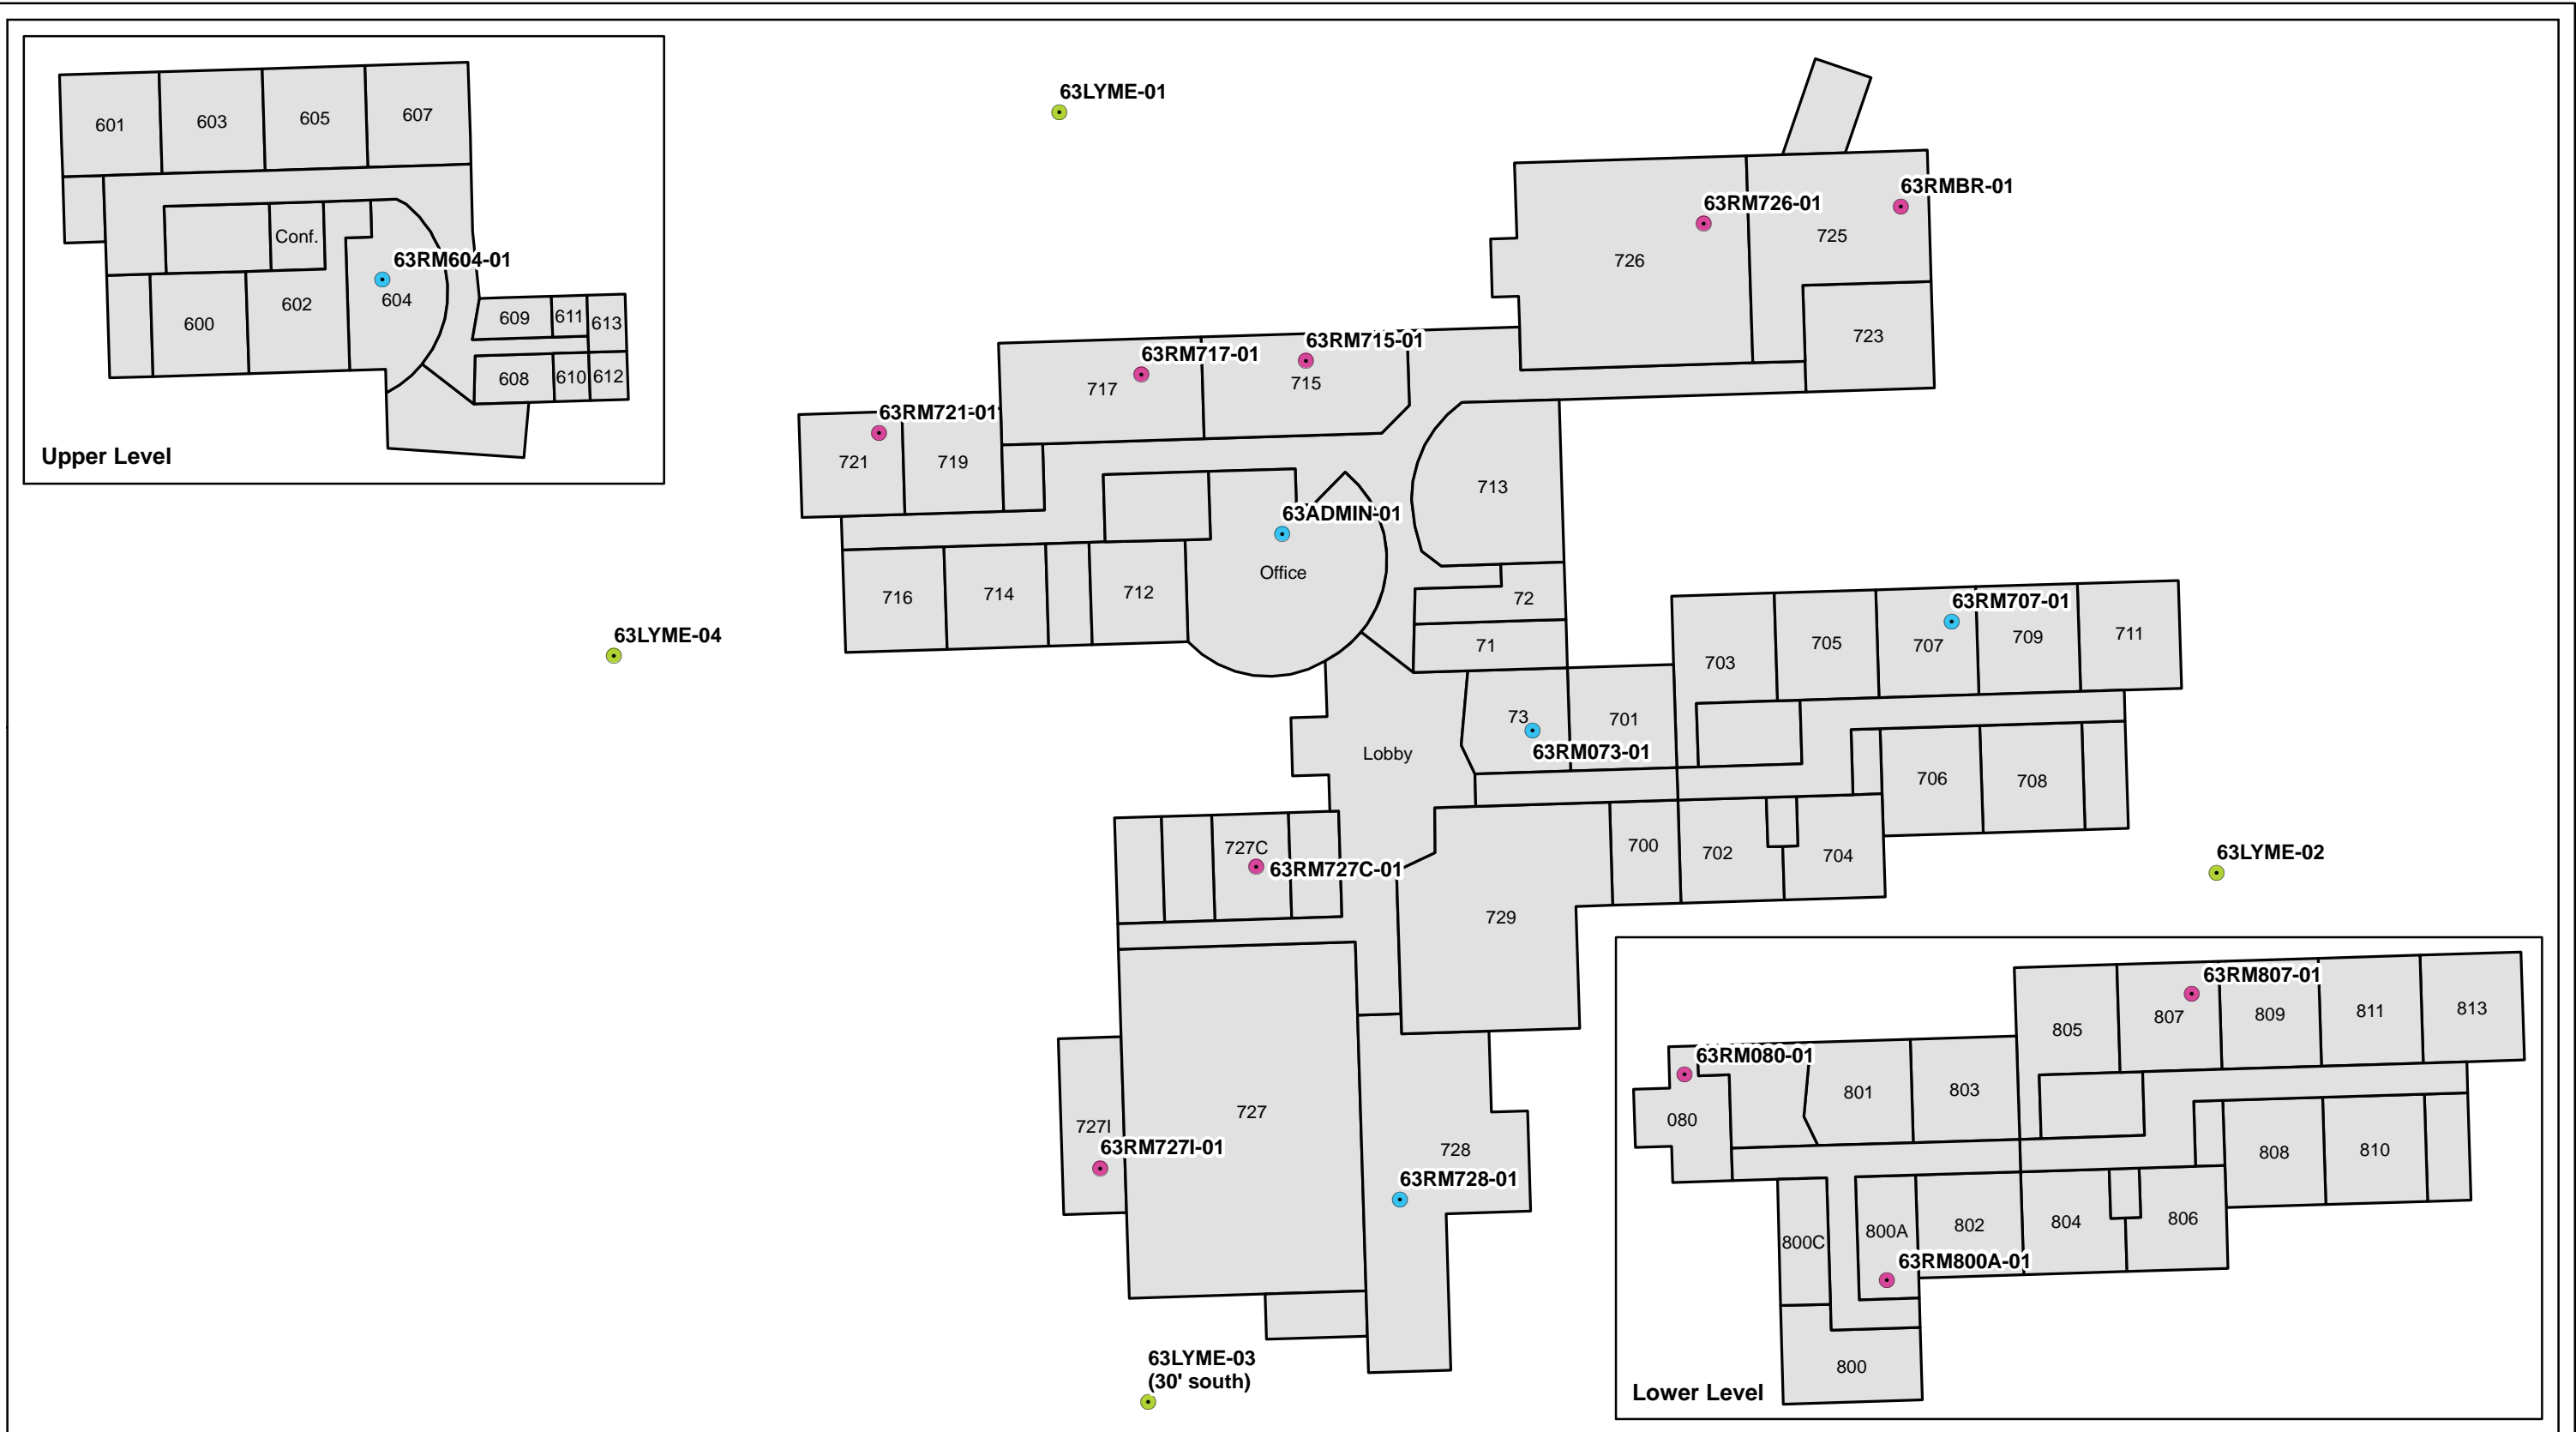 601
603
605
607
Conf.
63RM604-01
604
602
600
609
611
613
608
610
612
Upper Level
63LYME-01
63RMBR-01
63RM726-01
725
726
723
63RM715-01
63RM717-01
715
717
63RM721-01
721
719
713
63ADMIN-01
Office
716
714
712
72
71
63LYME-04
63RM707-01
703
705
707
709
711
73
701
63RM073-01
Lobby
706
708
727C
63RM727C-01
700
702
704
63LYME-02
729
727
727I
63RM727I-01
728
63RM728-01
63LYME-03
(30' south)
63RM807-01
805
807
809
811
813
63RM080-01
801
803
080
808
810
800C
800A
802
804
806
63RM800A-01
800
Lower Level